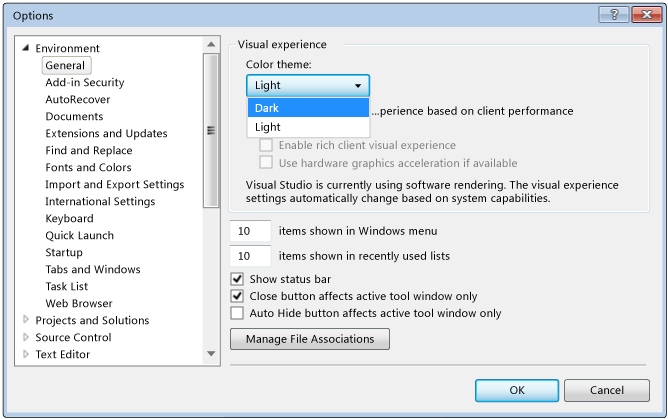 Options
?
Environment
General
Add-in Security
AutoRecover
Documents
Extensions and Updates
Find and Replace
Fonts and Colors
Import and Export Settings
International Settings
Keyboard
Quick Launch
Startup
Tabs and Windows
Task List
Web Browser
Projects and Solutions
Source Control
Text Editor
Visual experience
Color theme:
Light
Dark
Light
...perience based on client performance
Enable rich client visual experience
Use hardware graphics acceleration if available
Visual Studio is currently using software rendering. The visual experience
settings automatically change based on system capabilities.
10 items shown in Windows menu
10 items shown in recently used lists
Show status bar
Close button affects active tool window only
Auto Hide button affects active tool window only
Manage File Associations
OK
Cancel